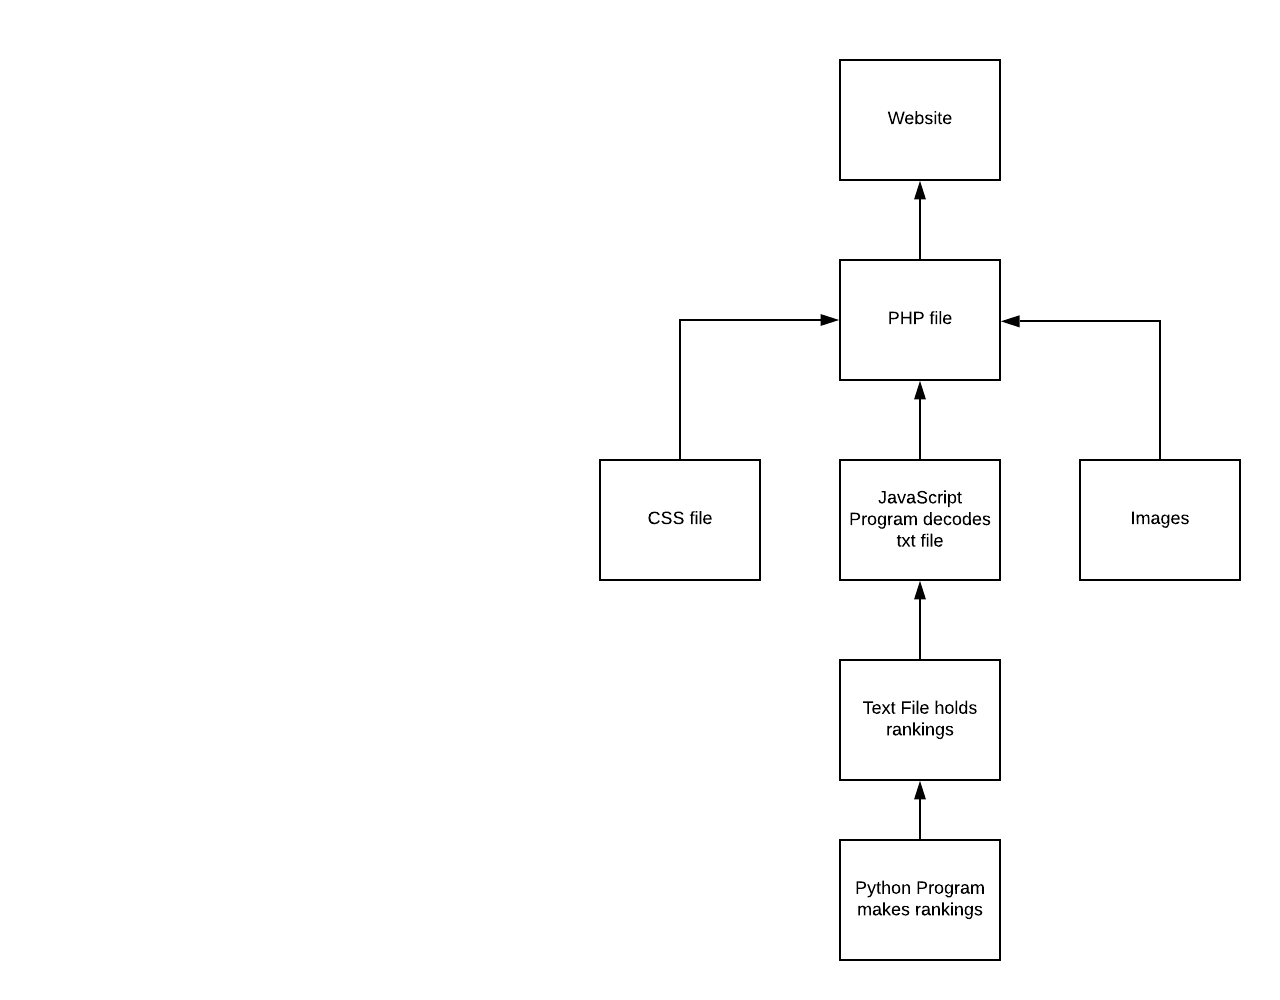 Website
PHP file
CSS file
JavaScript
Program decodes
txt file
Images
Text File holds
rankings
Python Program
makes rankings